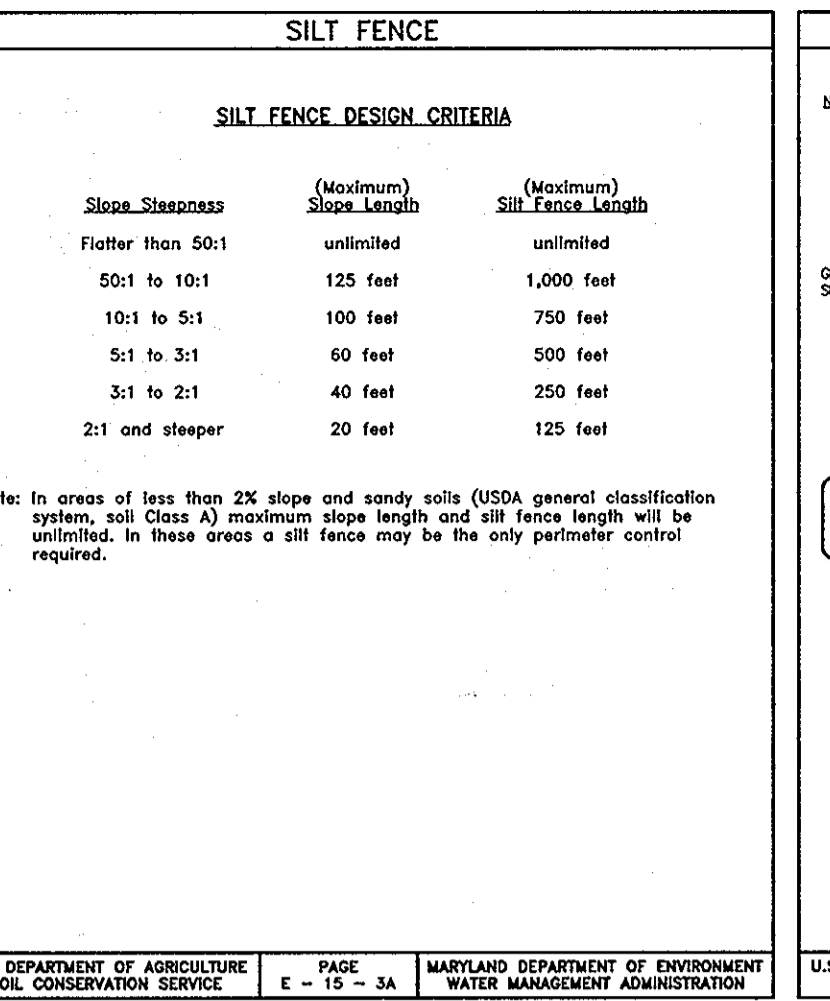 SILT FENCE
SILT FENCE DESIGN CRITERIA
Slope Steepness (Maximum) Slope Length (Maximum) Silt Fence Length
Flatter than 50:1 unlimited unlimited
50:1 to 10:1 125 feet 1,000 feet
10:1 to 5:1 100 feet 750 feet
5:1 to 3:1 60 feet 500 feet
3:1 to 2:1 40 feet 250 feet
2:1 and steeper 20 feet 125 feet
te: In areas of less than 2% slope and sandy soils (USDA general classification
system, soil Class A) maximum slope length and silt fence length will be
unlimited. In these areas a silt fence may be the only perimeter control
required.
DEPARTMENT OF AGRICULTURE
OIL CONSERVATION SERVICE
PAGE
E - 15 - 3A
MARYLAND DEPARTMENT OF ENVIRONMENT
WATER MANAGEMENT ADMINISTRATION
U.S